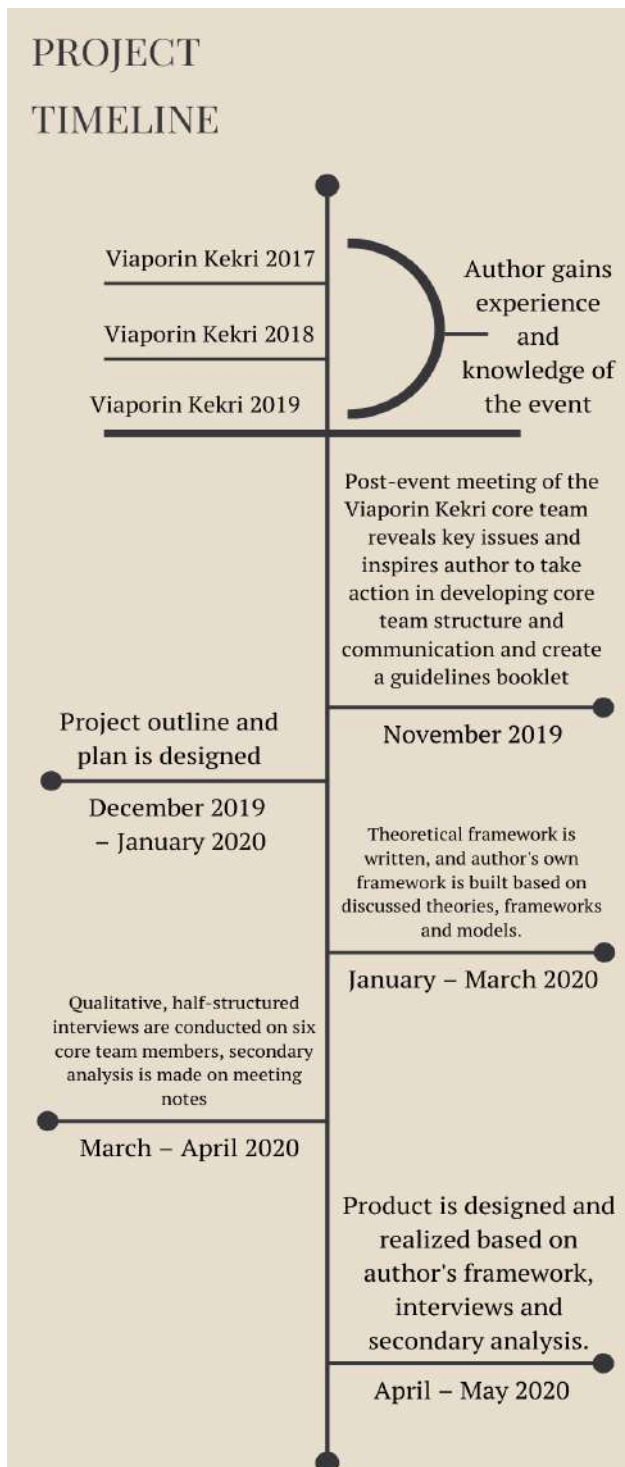 PROJECT
TIMELINE
Viaporin Kekri 2017
Viaporin Kekri 2018
Viaporin Kekri 2019
Author gains
experience
and
knowledge of
the event
Post-event meeting of the
Viaporin Kekri core team
reveals key issues and
inspires author to take
action in developing core
team structure and
communication and create
a guidelines booklet
November 2019
Project outline and
plan is designed
December 2019
– January 2020
Theoretical framework is
written, and author's own
framework is built based on
discussed theories, frameworks
and models.
January – March 2020
Qualitative, half-structured
interviews are conducted on six
core team members, secondary
analysis is made on meeting
notes
March – April 2020
Product is designed and
realized based on
author's framework,
interviews and
secondary analysis.
April – May 2020